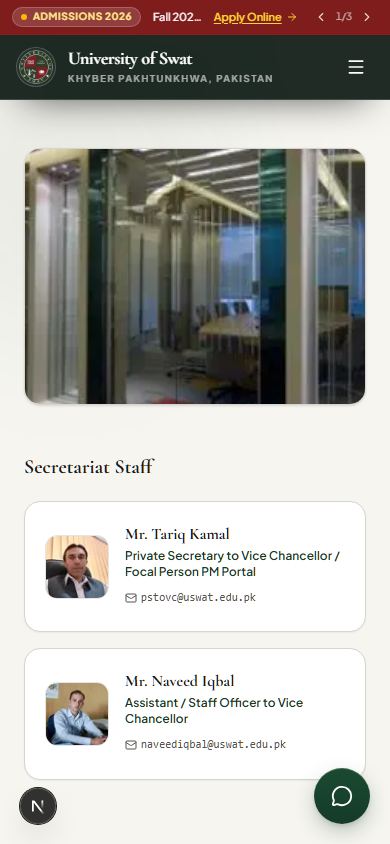 ADMISSIONS 2026 Fall 202... Apply Online → 1/3
University of Swat
KHYBER PAKHTUNKHWA, PAKISTAN
Secretariat Staff
Mr. Tariq Kamal
Private Secretary to Vice Chancellor /
Focal Person PM Portal
pstovc@uswat.edu.pk
Mr. Naveed Iqbal
Assistant / Staff Officer to Vice
Chancellor
naveediqbal@uswat.edu.pk
N